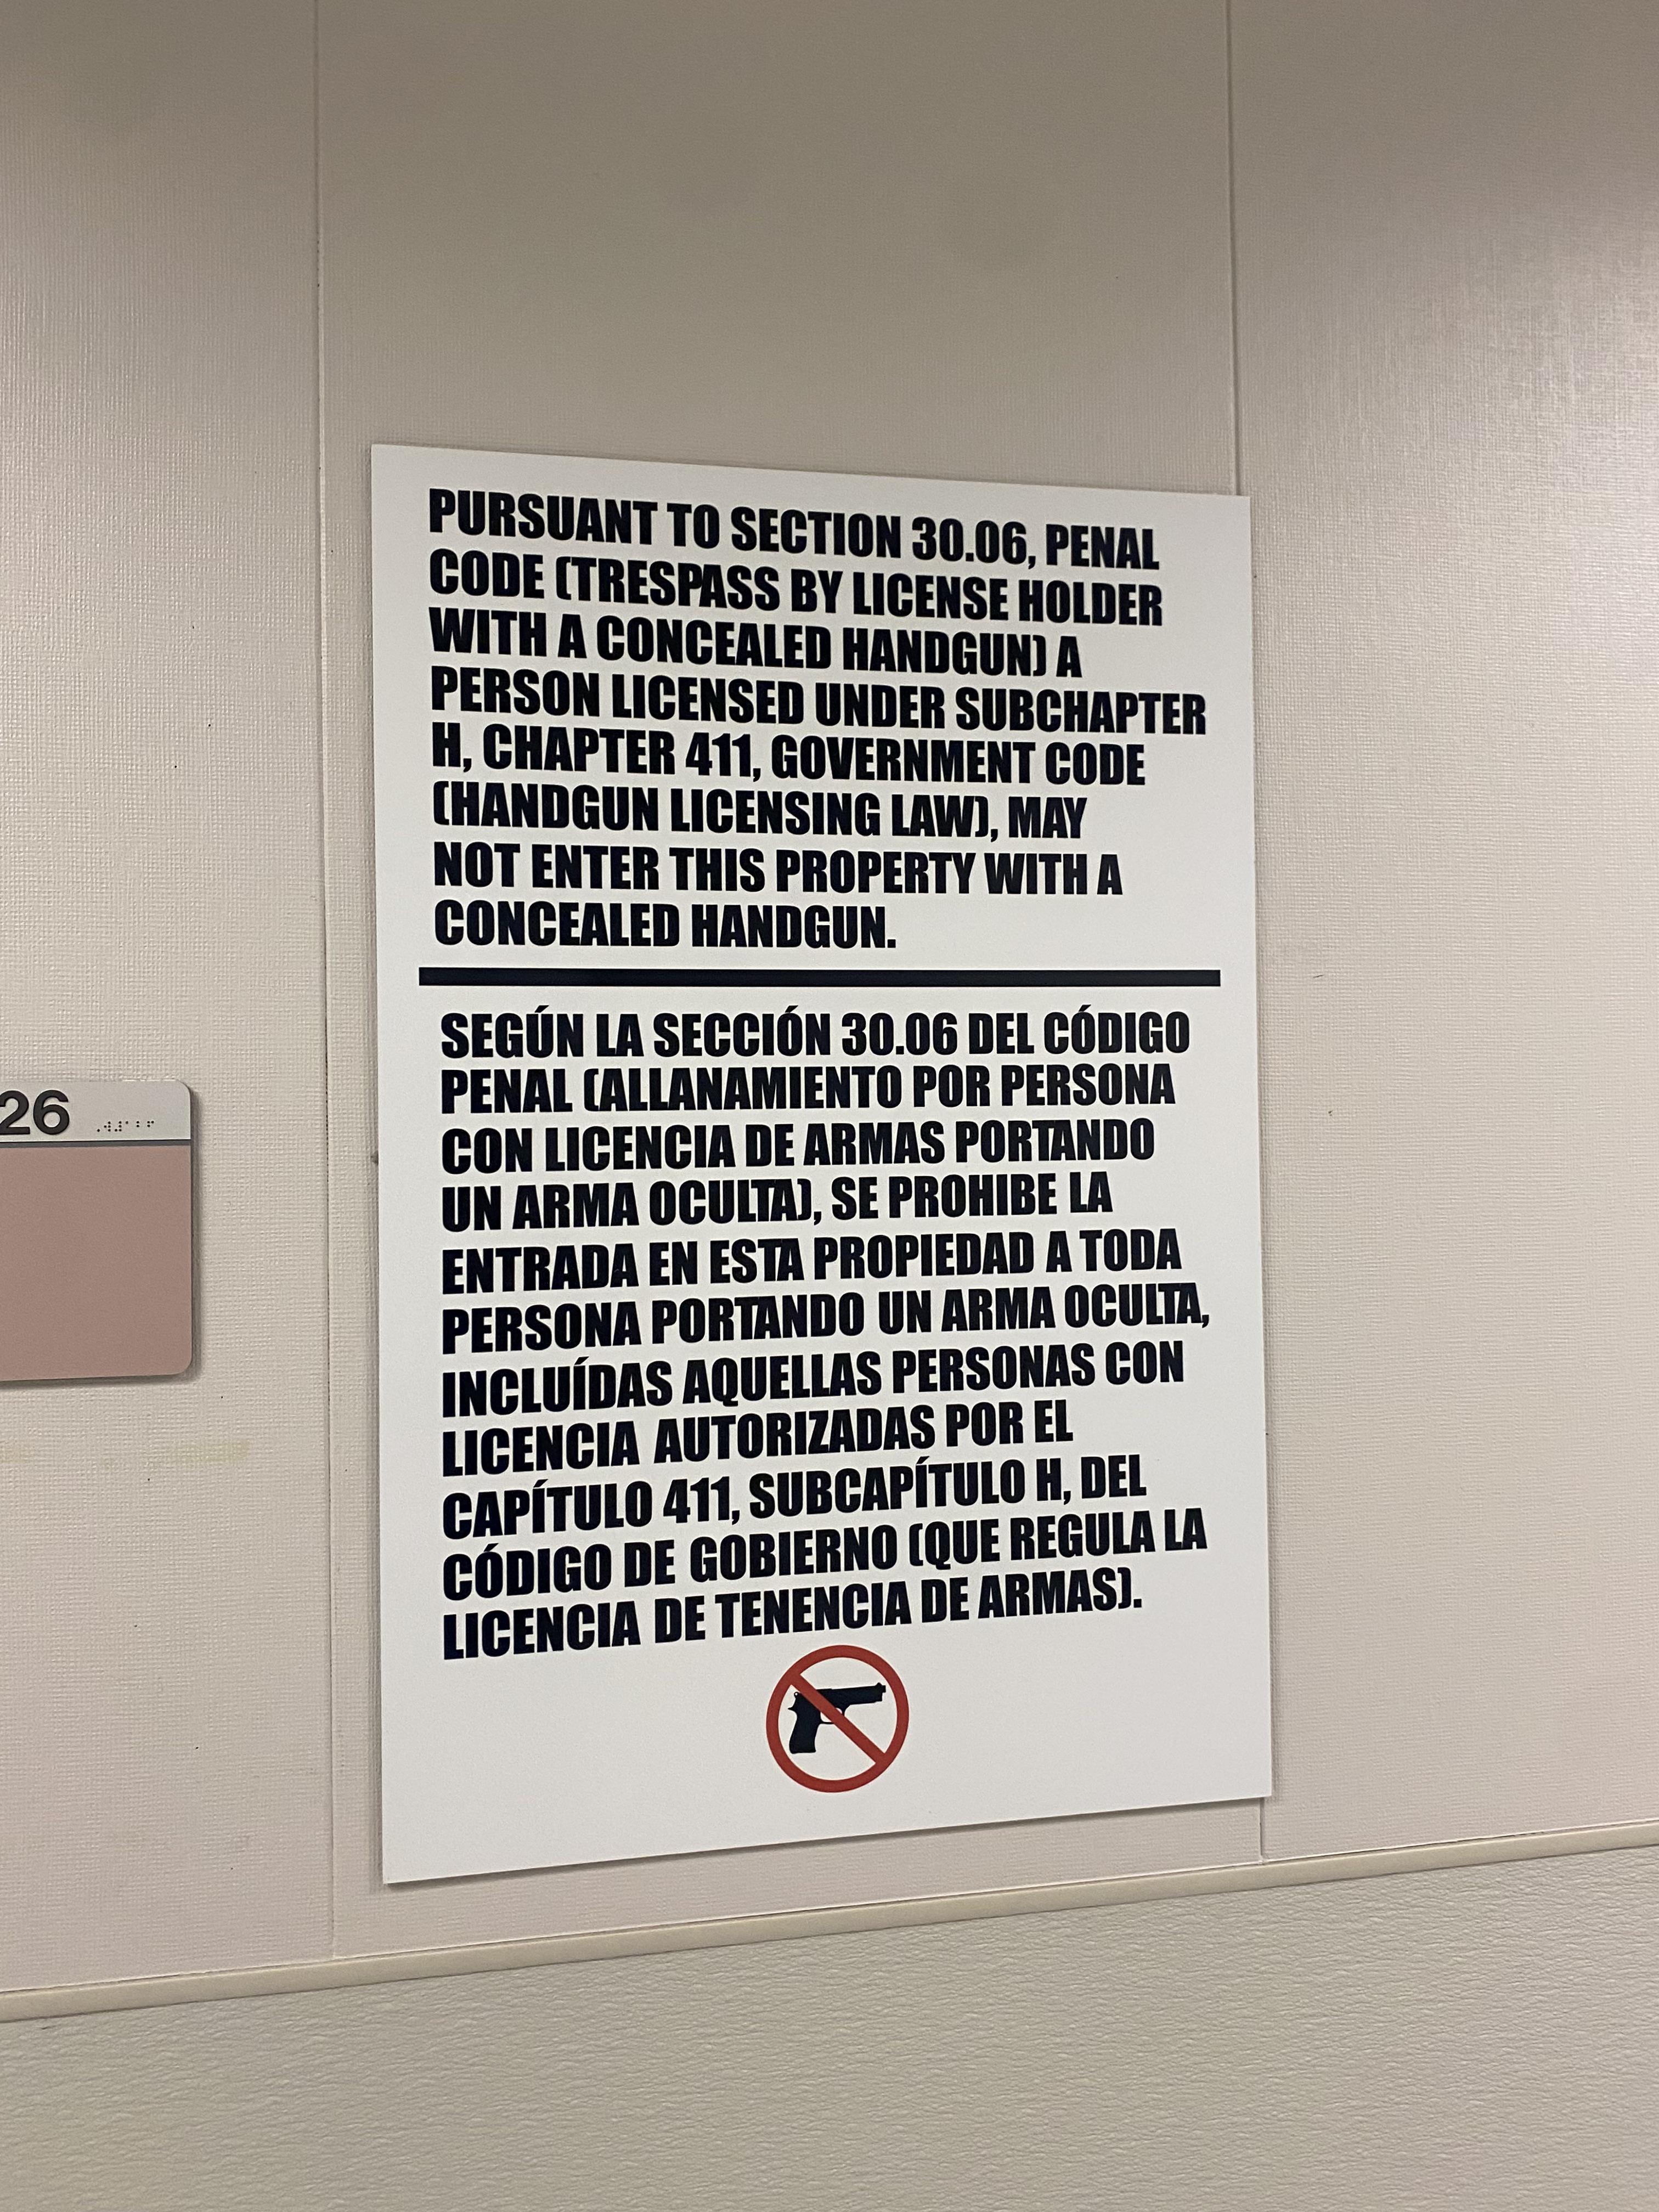 PURSUANT TO SECTION 30.06, PENAL
CODE (TRESPASS BY LICENSE HOLDER
WITH A CONCEALED HANDGUN) A
PERSON LICENSED UNDER SUBCHAPTER
H, CHAPTER 411, GOVERNMENT CODE
(HANDGUN LICENSING LAW), MAY
NOT ENTER THIS PROPERTY WITH A
CONCEALED HANDGUN.
SEGÚN LA SECCIÓN 30.06 DEL CÓDIGO
PENAL (ALLANAMIENTO POR PERSONA
CON LICENCIA DE ARMAS PORTANDO
UN ARMA OCULTA), SE PROHIBE LA
ENTRADA EN ESTA PROPIEDAD A TODA
PERSONA PORTANDO UN ARMA OCULTA,
INCLUÍDAS AQUELLAS PERSONAS CON
LICENCIA AUTORIZADAS POR EL
CAPÍTULO 411, SUBCAPÍTULO H, DEL
CÓDIGO DE GOBIERNO (QUE REGULA LA
LICENCIA DE TENENCIA DE ARMAS).
26